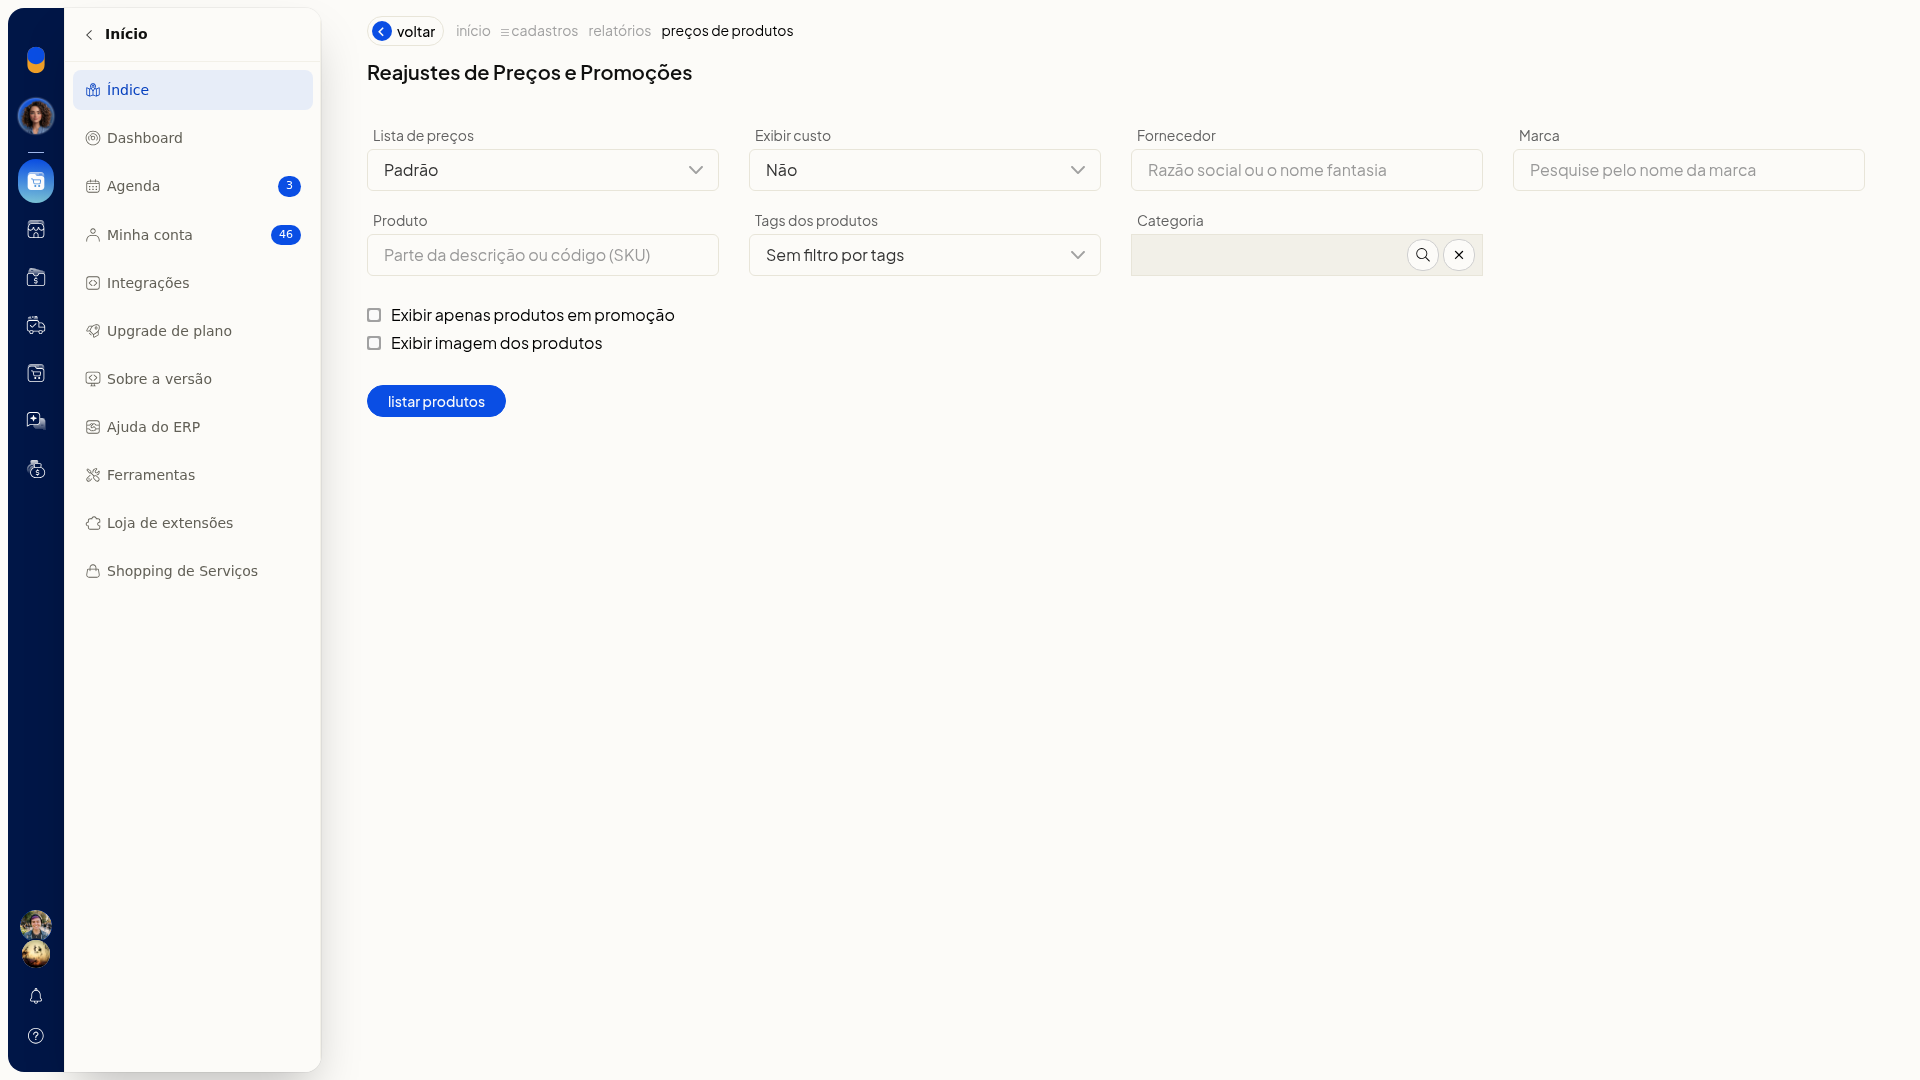 Início
Índice
Dashboard
Agenda 3
Minha conta 46
Integrações
Upgrade de plano
Sobre a versão
Ajuda do ERP
Ferramentas
Loja de extensões
Shopping de Serviços
voltar início cadastros relatórios preços de produtos
Reajustes de Preços e Promoções
Lista de preços Exibir custo Fornecedor Marca
Padrão Não Razão social ou o nome fantasia Pesquise pelo nome da marca
Produto Tags dos produtos Categoria
Parte da descrição ou código (SKU) Sem filtro por tags
Exibir apenas produtos em promoção
Exibir imagem dos produtos
listar produtos